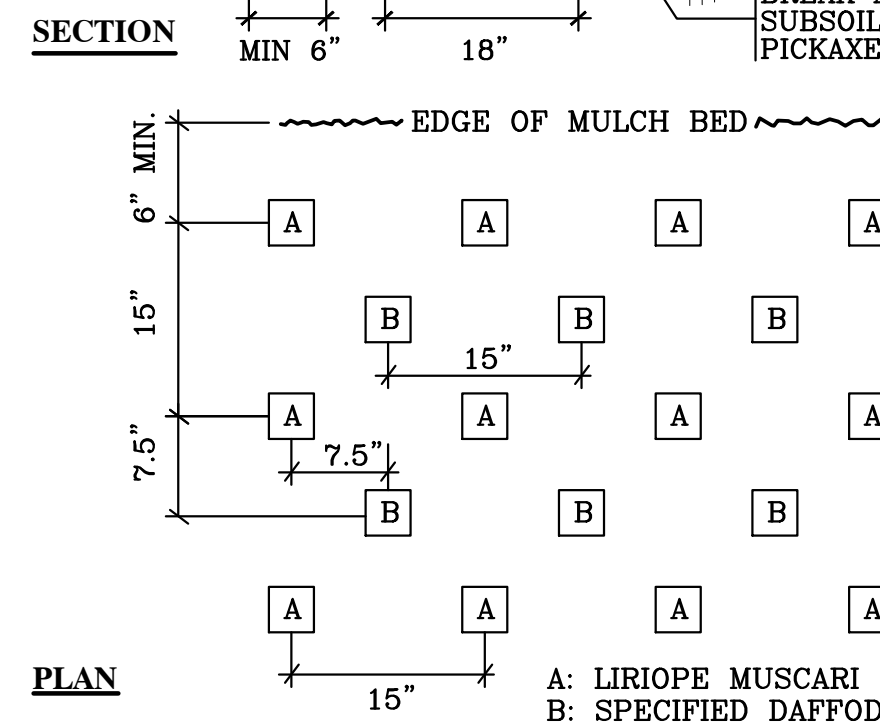 SUBSOIL
PICKAXE
SECTION
MIN 6"
18"
EDGE OF MULCH BED
6" MIN.
A A A A
15"
B B B
15"
A A A A
7.5"
7.5"
B B B
A A A A
15"
PLAN
A: LIRIOPE MUSCARI
B: SPECIFIED DAFFOD